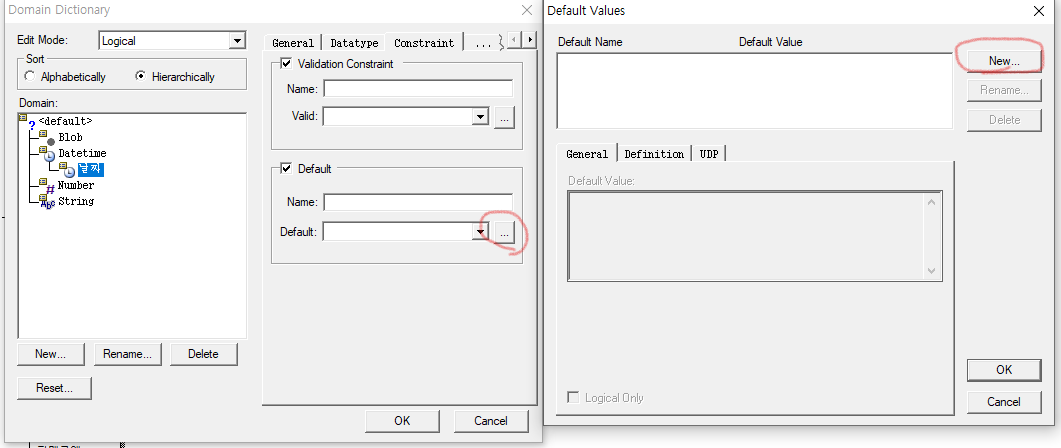 Domain Dictionary
Edit Mode: Logical
Sort
Alphabetically Hierarchically
Domain:
<default>
Blob
Datetime
날짜
Number
String
New... Rename... Delete
Reset...
General Datatype Constraint ...
Validation Constraint
Name:
Valid: ...
Default
Name:
Default: ...
OK Cancel
Default Values
Default Name Default Value
New...
Rename...
Delete
General Definition UDP
Default Value:
Logical Only
OK
Cancel